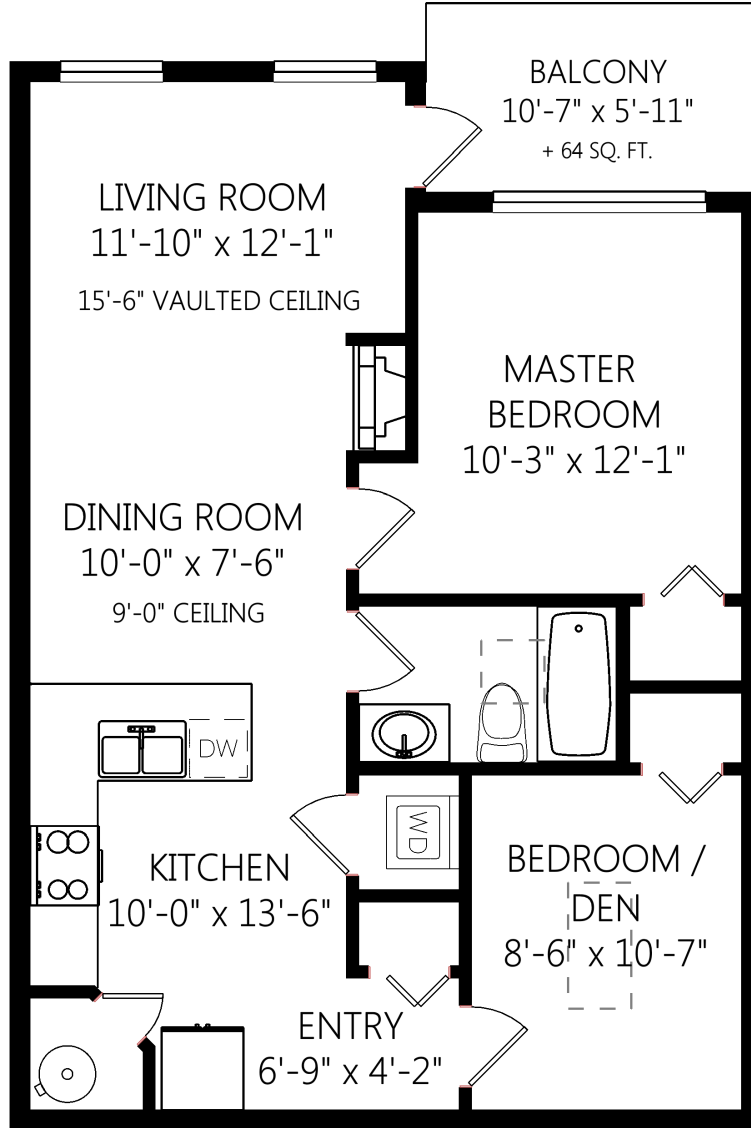 BALCONY
10'-7" x 5'-11"
+ 64 SQ. FT.
LIVING ROOM
11'-10" x 12'-1"
15'-6" VAULTED CEILING
MASTER
BEDROOM
10'-3" x 12'-1"
DINING ROOM
10'-0" x 7'-6"
9'-0" CEILING
DW
WD
KITCHEN
10'-0" x 13'-6"
BEDROOM /
DEN
8'-6" x 10'-7"
ENTRY
6'-9" x 4'-2"